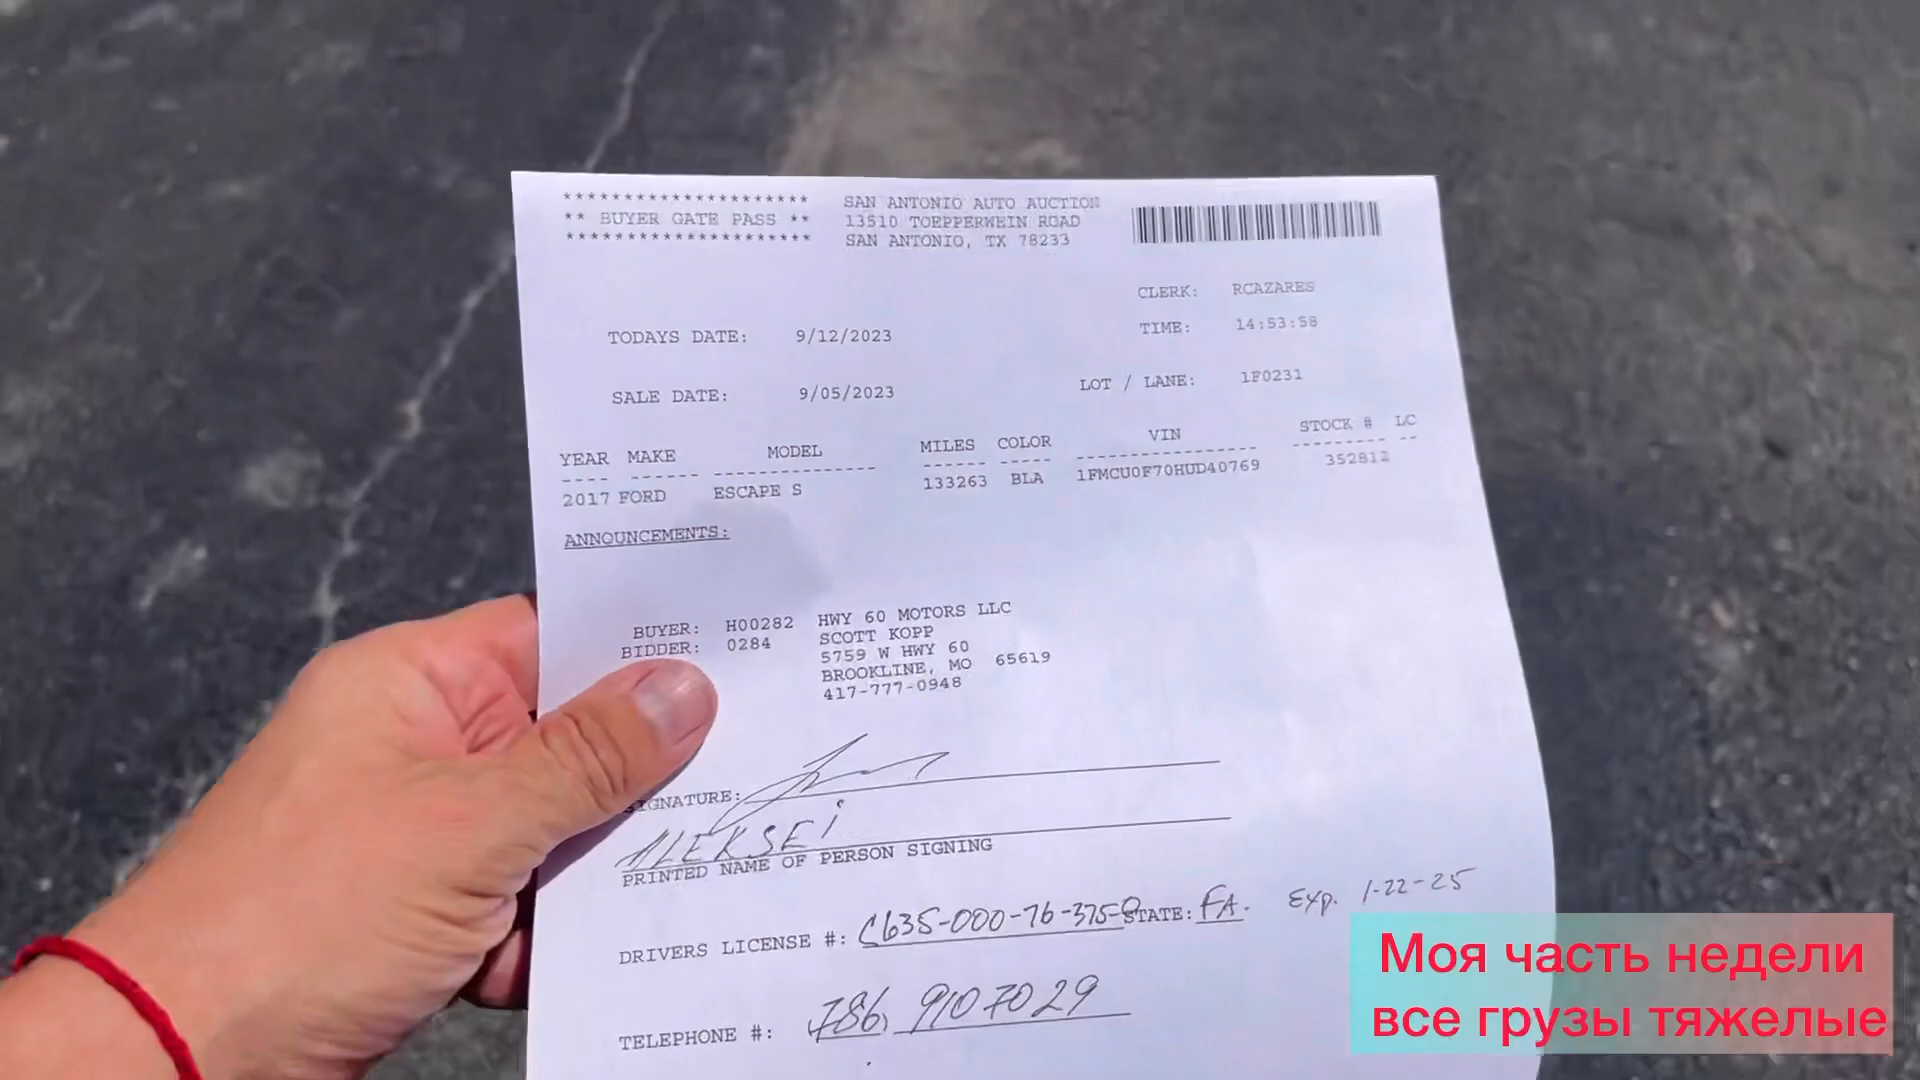 *********************
** BUYER GATE PASS **
*********************
SAN ANTONIO AUTO AUCTION
13510 TOEPPERWEIN ROAD
SAN ANTONIO, TX 78233
CLERK: RCAZARES
TODAYS DATE: 9/12/2023
TIME: 14:53:58
SALE DATE: 9/05/2023
LOT / LANE: 1F0231
YEAR MAKE MODEL MILES COLOR VIN STOCK # LC
2017 FORD ESCAPE S 133263 BLA 1FMCU0F70HUD40769 352812
ANNOUNCEMENTS:
BUYER: H00282 HWY 60 MOTORS LLC
BIDDER: 0284 SCOTT KOPP
5759 W HWY 60
BROOKLINE, MO 65619
417-777-0948
SIGNATURE:
ALEKSEi
PRINTED NAME OF PERSON SIGNING
DRIVERS LICENSE #: C635-000-76-375-0 STATE: FA. Exp. 1-22-25
TELEPHONE #: 786, 9107029
Моя часть недели
все грузы тяжелые